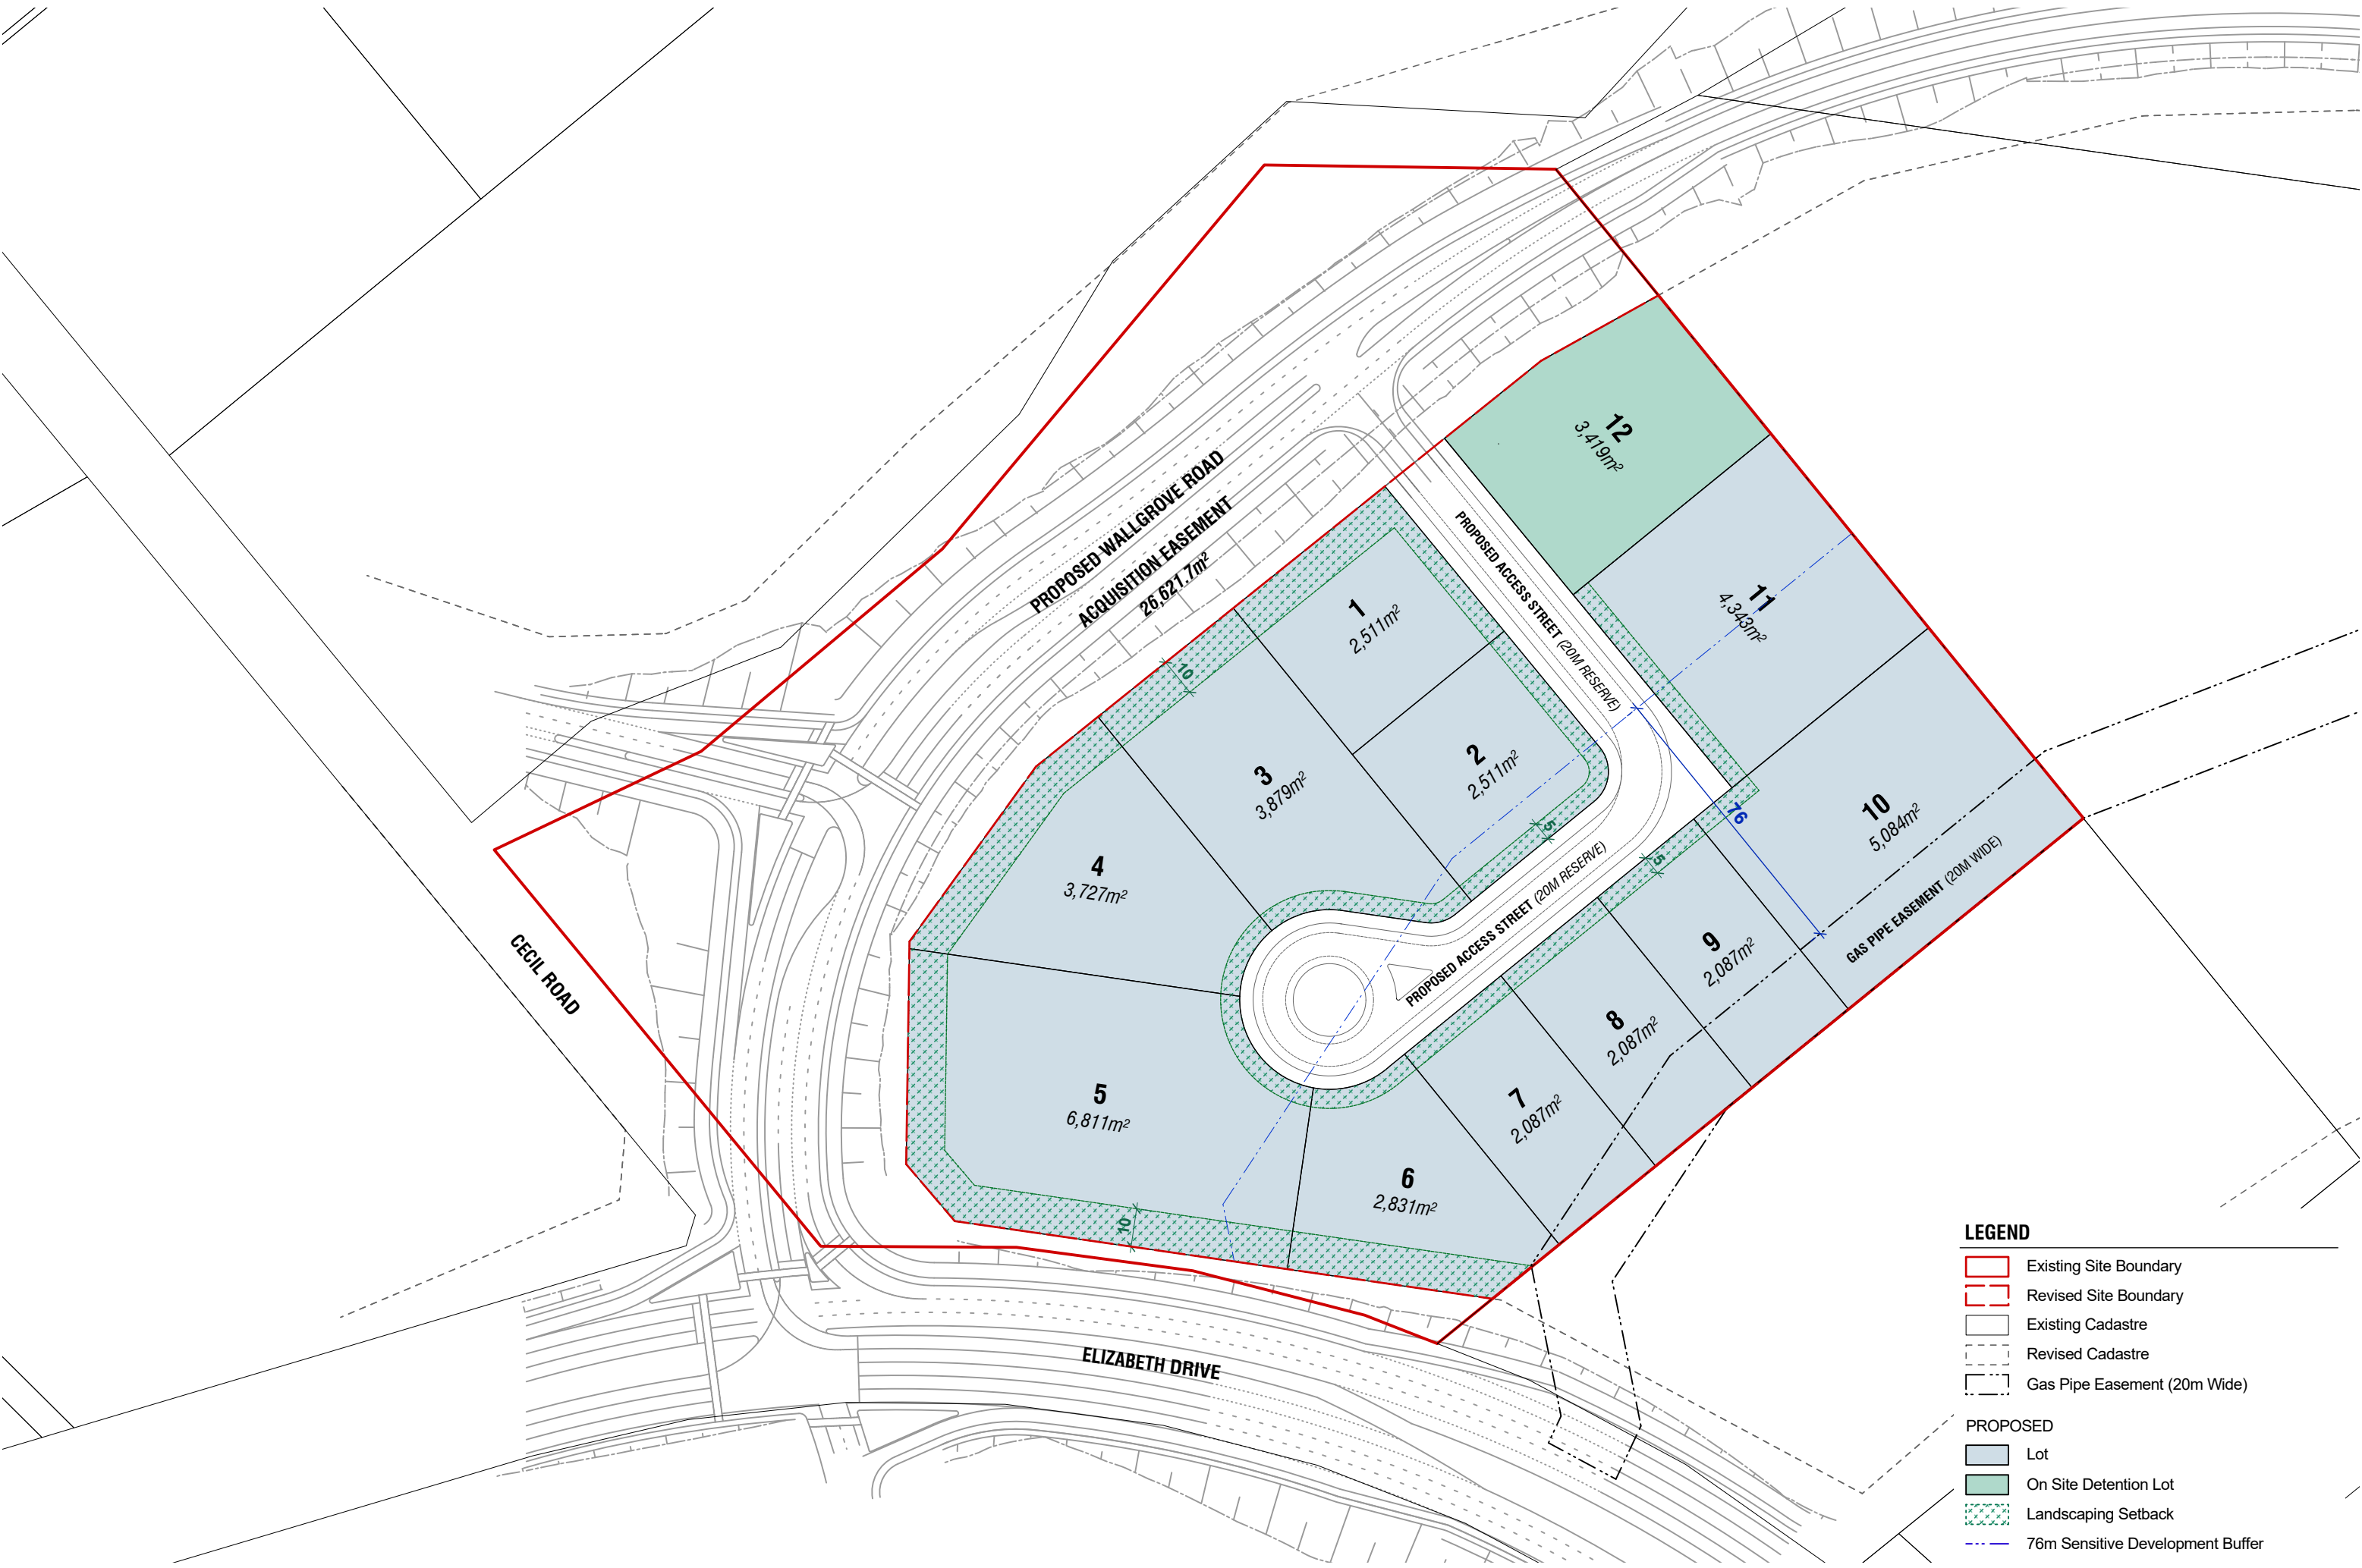 PROPOSED WALLGROVE ROAD
ACQUISITION EASEMENT
26,621.7m²
12
3,419m²
PROPOSED ACCESS STREET (20M RESERVE)
11
4,343m²
1
2,511m²
10
2
2,511m²
3
3,879m²
76
10
5,084m²
5
5
4
3,727m²
PROPOSED ACCESS STREET (20M RESERVE)
GAS PIPE EASEMENT (20M WIDE)
9
2,087m²
CECIL ROAD
8
2,087m²
5
6,811m²
7
2,087m²
6
2,831m²
10
ELIZABETH DRIVE
LEGEND
Existing Site Boundary
Revised Site Boundary
Existing Cadastre
Revised Cadastre
Gas Pipe Easement (20m Wide)
PROPOSED
Lot
On Site Detention Lot
Landscaping Setback
76m Sensitive Development Buffer